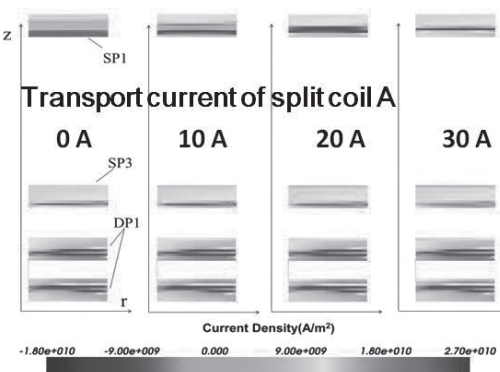 z
SP1
Transport current of split coil A
0 A 10 A 20 A 30 A
SP3
DP1
r
Current Density(A/m²)
-1.80e+010 -9.00e+009 0.000 9.00e+009 1.80e+010 2.70e+010